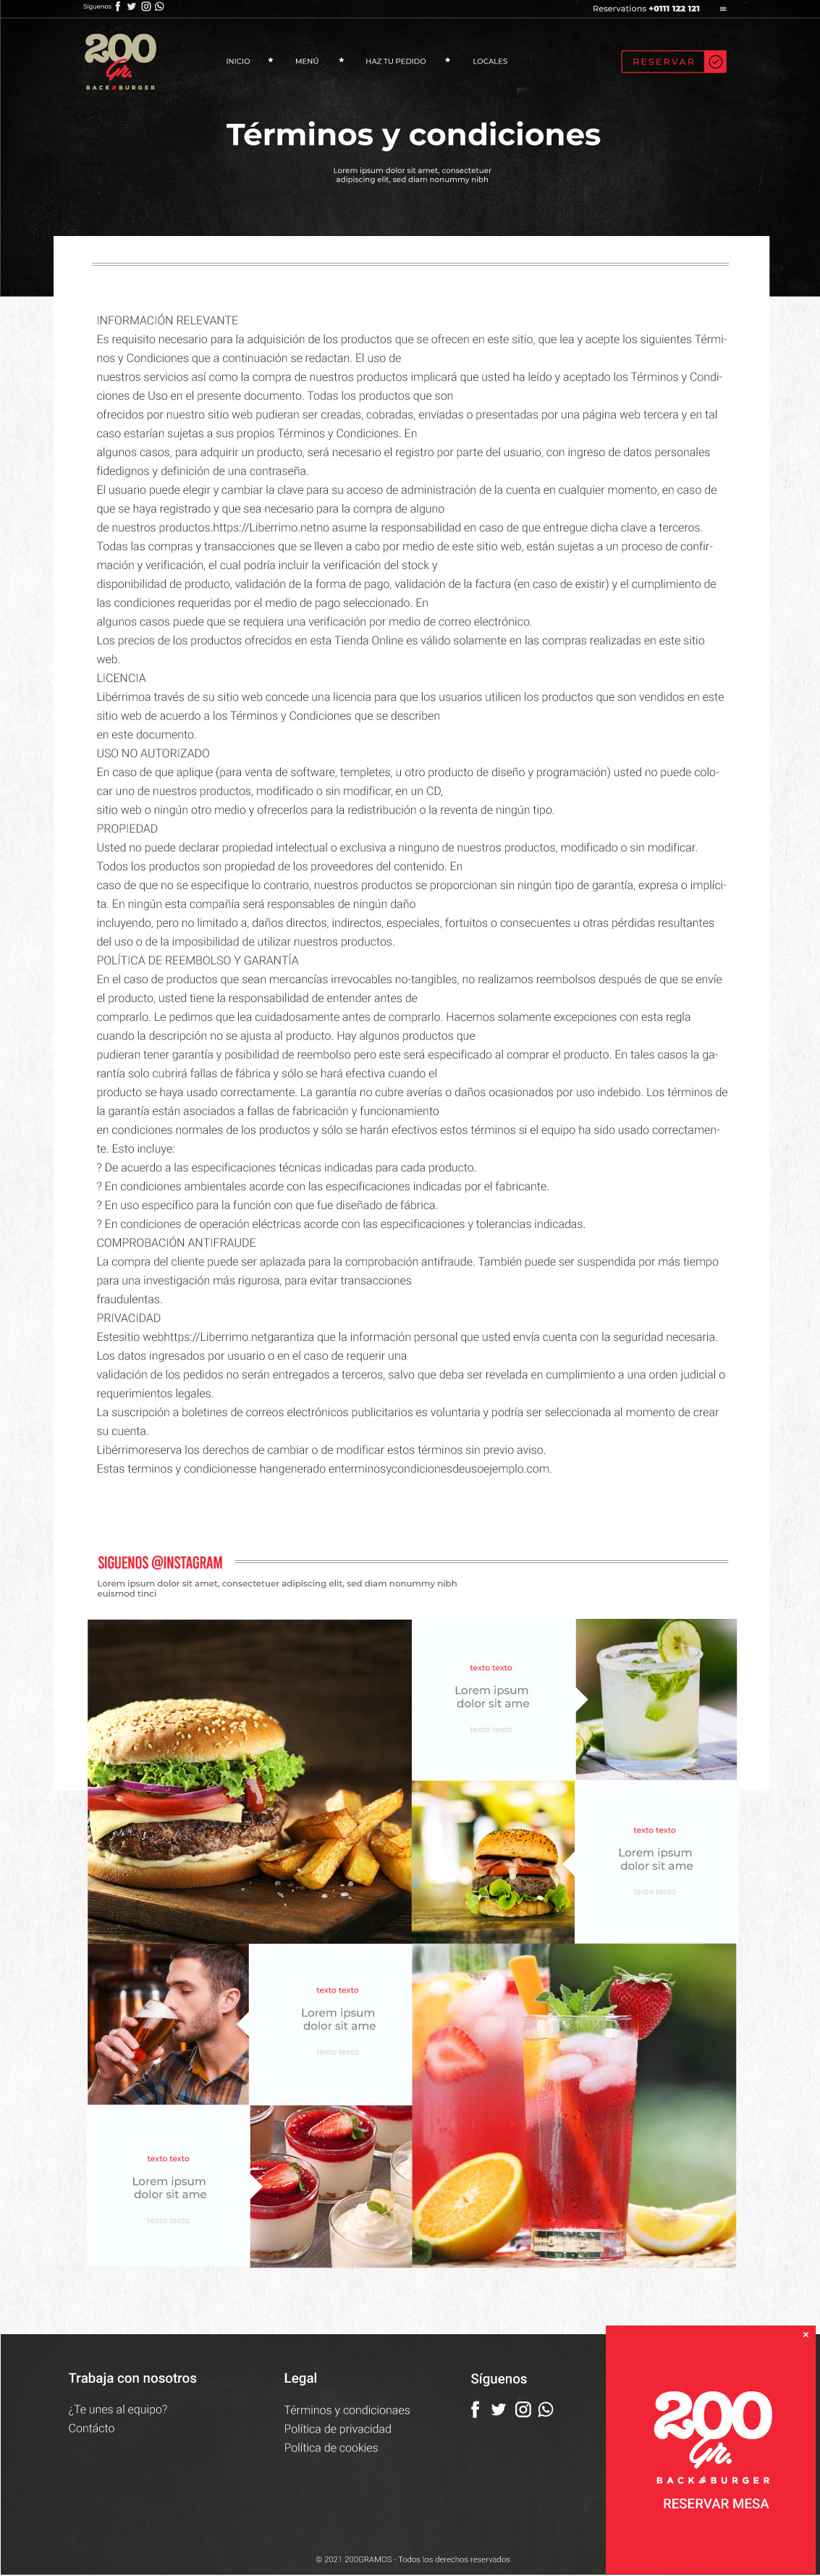 Síguenos
Reservations +0111 122 121
200
Gr.
BACK BURGER
INICIO
MENÚ
HAZ TU PEDIDO
LOCALES
RESERVAR
Términos y condiciones
Lorem ipsum dolor sit amet, consectetuer
adipiscing elit, sed diam nonummy nibh
INFORMACIÓN RELEVANTE
Es requisito necesario para la adquisición de los productos que se ofrecen en este sitio, que lea y acepte los siguientes Térmi-
nos y Condiciones que a continuación se redactan. El uso de
nuestros servicios así como la compra de nuestros productos implicará que usted ha leído y aceptado los Términos y Condi-
ciones de Uso en el presente documento. Todas los productos que son
ofrecidos por nuestro sitio web pudieran ser creadas, cobradas, enviadas o presentadas por una página web tercera y en tal
caso estarían sujetas a sus propios Términos y Condiciones. En
algunos casos, para adquirir un producto, será necesario el registro por parte del usuario, con ingreso de datos personales
fidedignos y definición de una contraseña.
El usuario puede elegir y cambiar la clave para su acceso de administración de la cuenta en cualquier momento, en caso de
que se haya registrado y que sea necesario para la compra de alguno
de nuestros productos.https://Liberrimo.netno asume la responsabilidad en caso de que entregue dicha clave a terceros.
Todas las compras y transacciones que se lleven a cabo por medio de este sitio web, están sujetas a un proceso de confir-
mación y verificación, el cual podría incluir la verificación del stock y
disponibilidad de producto, validación de la forma de pago, validación de la factura (en caso de existir) y el cumplimiento de
las condiciones requeridas por el medio de pago seleccionado. En
algunos casos puede que se requiera una verificación por medio de correo electrónico.
Los precios de los productos ofrecidos en esta Tienda Online es válido solamente en las compras realizadas en este sitio
web.
LICENCIA
Libérrimoa través de su sitio web concede una licencia para que los usuarios utilicen los productos que son vendidos en este
sitio web de acuerdo a los Términos y Condiciones que se describen
en este documento.
USO NO AUTORIZADO
En caso de que aplique (para venta de software, templetes, u otro producto de diseño y programación) usted no puede colo-
car uno de nuestros productos, modificado o sin modificar, en un CD,
sitio web o ningún otro medio y ofrecerlos para la redistribución o la reventa de ningún tipo.
PROPIEDAD
Usted no puede declarar propiedad intelectual o exclusiva a ninguno de nuestros productos, modificado o sin modificar.
Todos los productos son propiedad de los proveedores del contenido. En
caso de que no se especifique lo contrario, nuestros productos se proporcionan sin ningún tipo de garantía, expresa o implíci-
ta. En ningún esta compañía será responsables de ningún daño
incluyendo, pero no limitado a, daños directos, indirectos, especiales, fortuitos o consecuentes u otras pérdidas resultantes
del uso o de la imposibilidad de utilizar nuestros productos.
POLÍTICA DE REEMBOLSO Y GARANTÍA
En el caso de productos que sean mercancías irrevocables no-tangibles, no realizamos reembolsos después de que se envíe
el producto, usted tiene la responsabilidad de entender antes de
comprarlo. Le pedimos que lea cuidadosamente antes de comprarlo. Hacemos solamente excepciones con esta regla
cuando la descripción no se ajusta al producto. Hay algunos productos que
pudieran tener garantía y posibilidad de reembolso pero este será especificado al comprar el producto. En tales casos la ga-
rantía solo cubrirá fallas de fábrica y sólo se hará efectiva cuando el
producto se haya usado correctamente. La garantía no cubre averías o daños ocasionados por uso indebido. Los términos de
la garantía están asociados a fallas de fabricación y funcionamiento
en condiciones normales de los productos y sólo se harán efectivos estos términos si el equipo ha sido usado correctamen-
te. Esto incluye:
? De acuerdo a las especificaciones técnicas indicadas para cada producto.
? En condiciones ambientales acorde con las especificaciones indicadas por el fabricante.
? En uso específico para la función con que fue diseñado de fábrica.
? En condiciones de operación eléctricas acorde con las especificaciones y tolerancias indicadas.
COMPROBACIÓN ANTIFRAUDE
La compra del cliente puede ser aplazada para la comprobación antifraude. También puede ser suspendida por más tiempo
para una investigación más rigurosa, para evitar transacciones
fraudulentas.
PRIVACIDAD
Estesitio webhttps://Liberrimo.netgarantiza que la información personal que usted envía cuenta con la seguridad necesaria.
Los datos ingresados por usuario o en el caso de requerir una
validación de los pedidos no serán entregados a terceros, salvo que deba ser revelada en cumplimiento a una orden judicial o
requerimientos legales.
La suscripción a boletines de correos electrónicos publicitarios es voluntaria y podría ser seleccionada al momento de crear
su cuenta.
Libérrimoreserva los derechos de cambiar o de modificar estos términos sin previo aviso.
Estas terminos y condicionesse hangenerado enterminosycondicionesdeusoejemplo.com.
SIGUENOS @INSTAGRAM
Lorem ipsum dolor sit amet, consectetuer adipiscing elit, sed diam nonummy nibh
euismod tinci
texto texto
Lorem ipsum
dolor sit ame
texto texto
texto texto
Lorem ipsum
dolor sit ame
texto texto
texto texto
Lorem ipsum
dolor sit ame
texto texto
texto texto
Lorem ipsum
dolor sit ame
texto texto
Trabaja con nosotros
¿Te unes al equipo?
Contácto
Legal
Términos y condicionaes
Política de privacidad
Política de cookies
Síguenos
×
200
Gr.
BACK BURGER
RESERVAR MESA
© 2021 200GRAMOS - Todos los derechos reservados